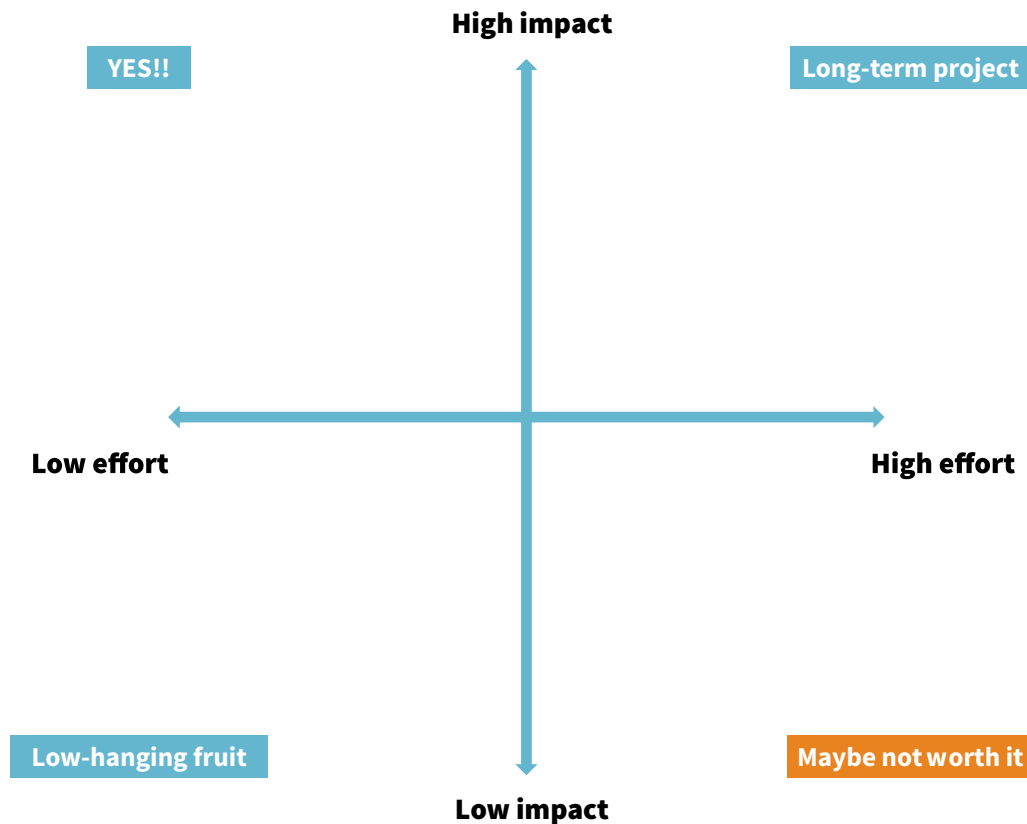 High impact
YES!!
Long-term project
Low effort
High effort
Low-hanging fruit
Maybe not worth it
Low impact